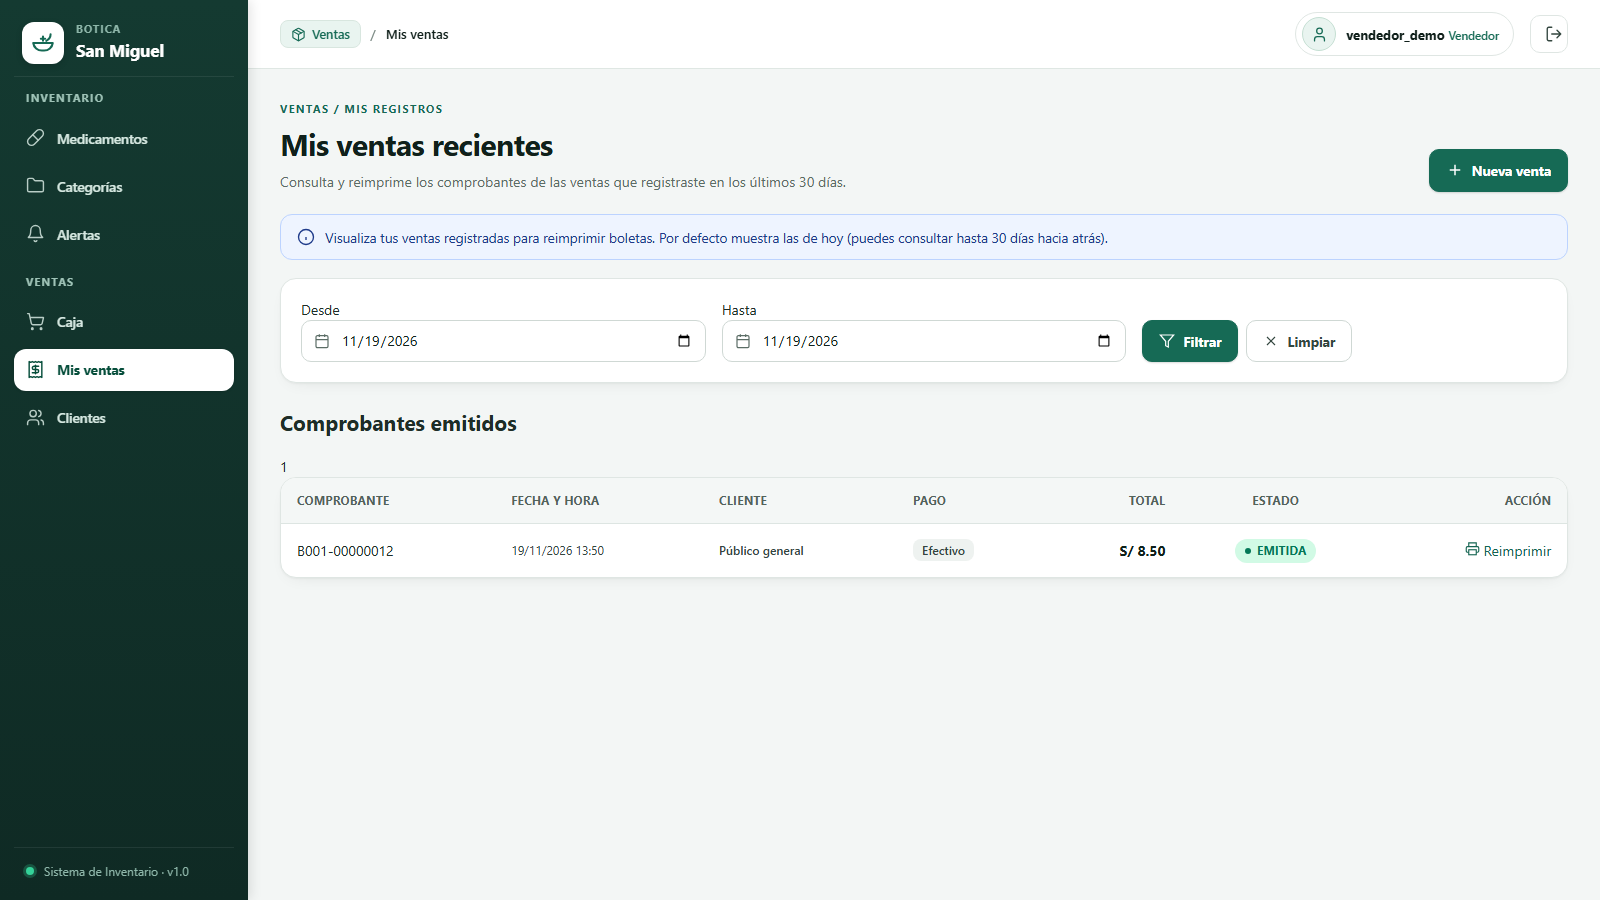 BOTICA
San Miguel
INVENTARIO
Medicamentos
Categorías
Alertas
VENTAS
Caja
Mis ventas
Clientes
Sistema de Inventario · v1.0
Ventas / Mis ventas
vendedor_demo Vendedor
VENTAS / MIS REGISTROS
Mis ventas recientes
Consulta y reimprime los comprobantes de las ventas que registraste en los últimos 30 días.
Nueva venta
Visualiza tus ventas registradas para reimprimir boletas. Por defecto muestra las de hoy (puedes consultar hasta 30 días hacia atrás).
Desde Hasta
11/19/2026 11/19/2026 Filtrar Limpiar
Comprobantes emitidos
1
COMPROBANTE FECHA Y HORA CLIENTE PAGO TOTAL ESTADO ACCIÓN
B001-00000012 19/11/2026 13:50 Público general Efectivo S/ 8.50 EMITIDA Reimprimir